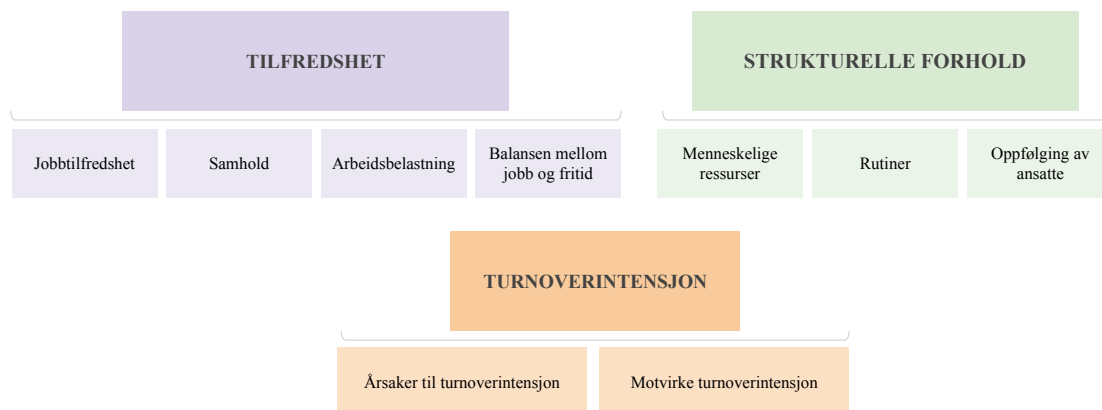 TILFREDSHET
STRUKTURELLE FORHOLD
Jobbtilfredshet
Samhold
Arbeidsbelastning
Balansen mellom
jobb og fritid
Menneskelige
ressurser
Rutiner
Oppfølging av
ansatte
TURNOVERINTENSJON
Årsaker til turnoverintensjon
Motvirke turnoverintensjon